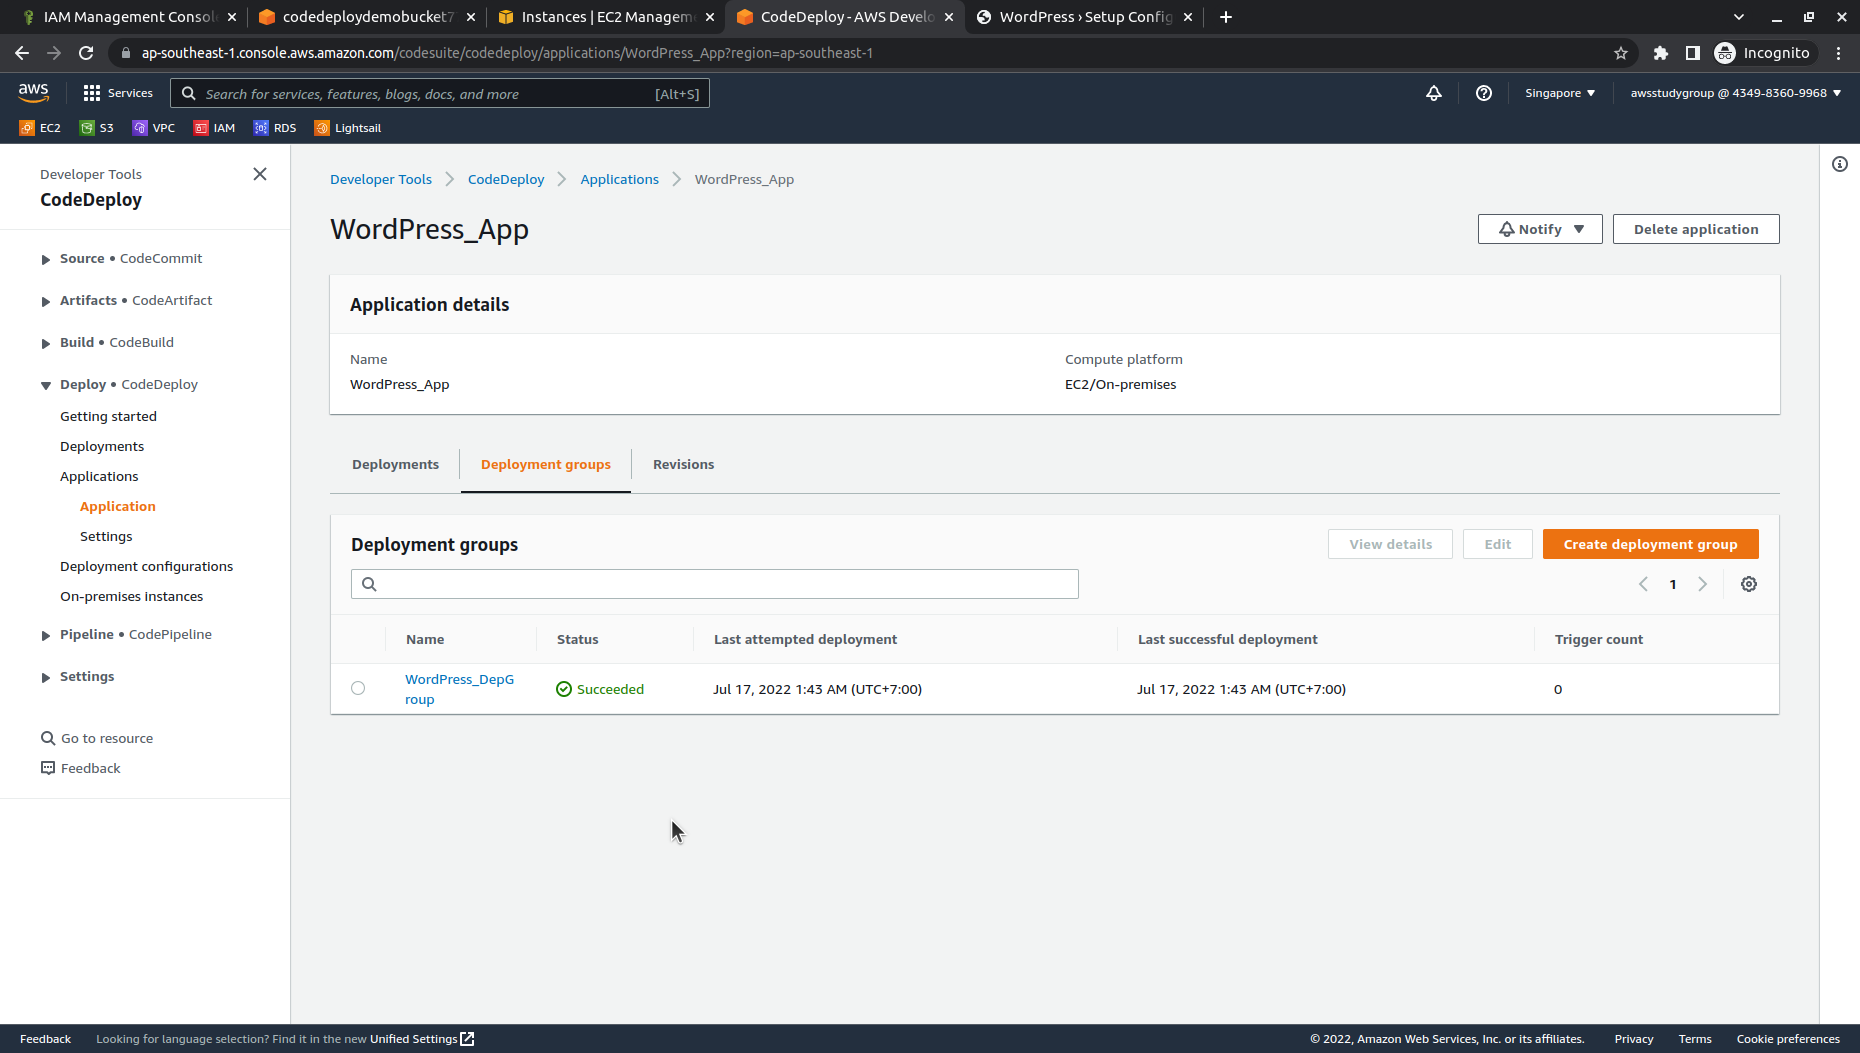 IAM Management Consol
codedeploydemobucket7
Instances | EC2 Managem
CodeDeploy - AWS Develo
WordPress › Setup Config
ap-southeast-1.console.aws.amazon.com/codesuite/codedeploy/applications/WordPress_App?region=ap-southeast-1
Incognito
aws
Services
Search for services, features, blogs, docs, and more
[Alt+S]
Singapore
awsstudygroup @ 4349-8360-9968
EC2
S3
VPC
IAM
RDS
Lightsail
Developer Tools
CodeDeploy
Source • CodeCommit
Artifacts • CodeArtifact
Build • CodeBuild
Deploy • CodeDeploy
Getting started
Deployments
Applications
Application
Settings
Deployment configurations
On-premises instances
Pipeline • CodePipeline
Settings
Go to resource
Feedback
Developer Tools
CodeDeploy
Applications
WordPress_App
WordPress_App
Notify
Delete application
Application details
Name
WordPress_App
Compute platform
EC2/On-premises
Deployments
Deployment groups
Revisions
Deployment groups
View details
Edit
Create deployment group
1
Name
Status
Last attempted deployment
Last successful deployment
Trigger count
WordPress_DepG
roup
Succeeded
Jul 17, 2022 1:43 AM (UTC+7:00)
Jul 17, 2022 1:43 AM (UTC+7:00)
0
Feedback
Looking for language selection? Find it in the new Unified Settings
© 2022, Amazon Web Services, Inc. or its affiliates.
Privacy
Terms
Cookie preferences